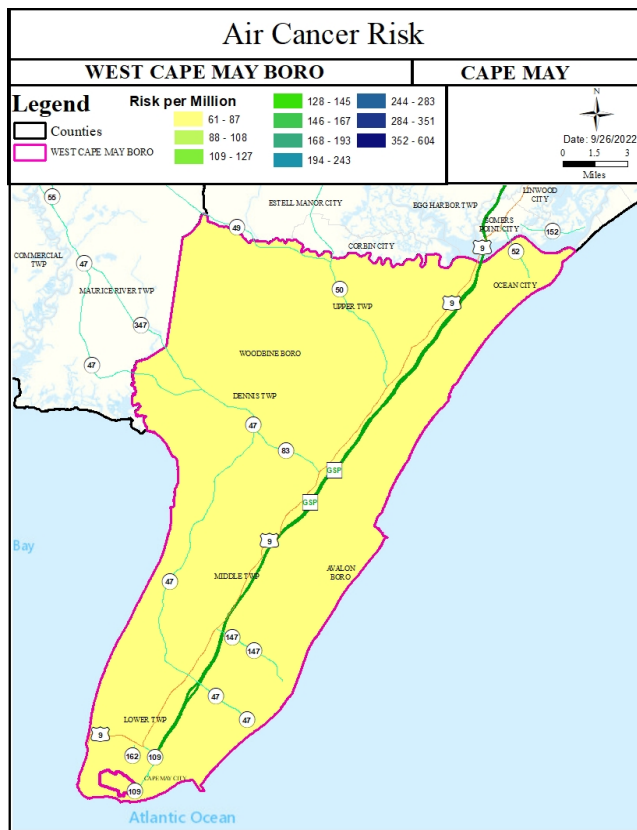 Air Cancer Risk
WEST CAPE MAY BORO
CAPE MAY
Legend
Counties
WEST CAPE MAY BORO
Risk per Million
61 - 87
88 - 108
109 - 127
128 - 145
146 - 167
168 - 193
194 - 243
244 - 283
284 - 351
352 - 604
N
Date: 9/26/2022
0 1.5 3
Miles
LINWOOD
CITY
55
ESTELL MANOR CITY
EGG HARBOR TWP
SOMERS
POINT CITY
49
152
CORBIN CITY
9
52
COMMERCIAL
TWP
47
MAURICE RIVER TWP
50
OCEAN CITY
9
UPPER TWP
347
WOODBINE BORO
47
DENNIS TWP
47
83
GSP
GSP
9
Bay
AVALON
BORO
MIDDLE TWP
47
147
147
47
LOWER TWP
47
9
162
109
CAPE MAY CITY
109
Atlantic Ocean